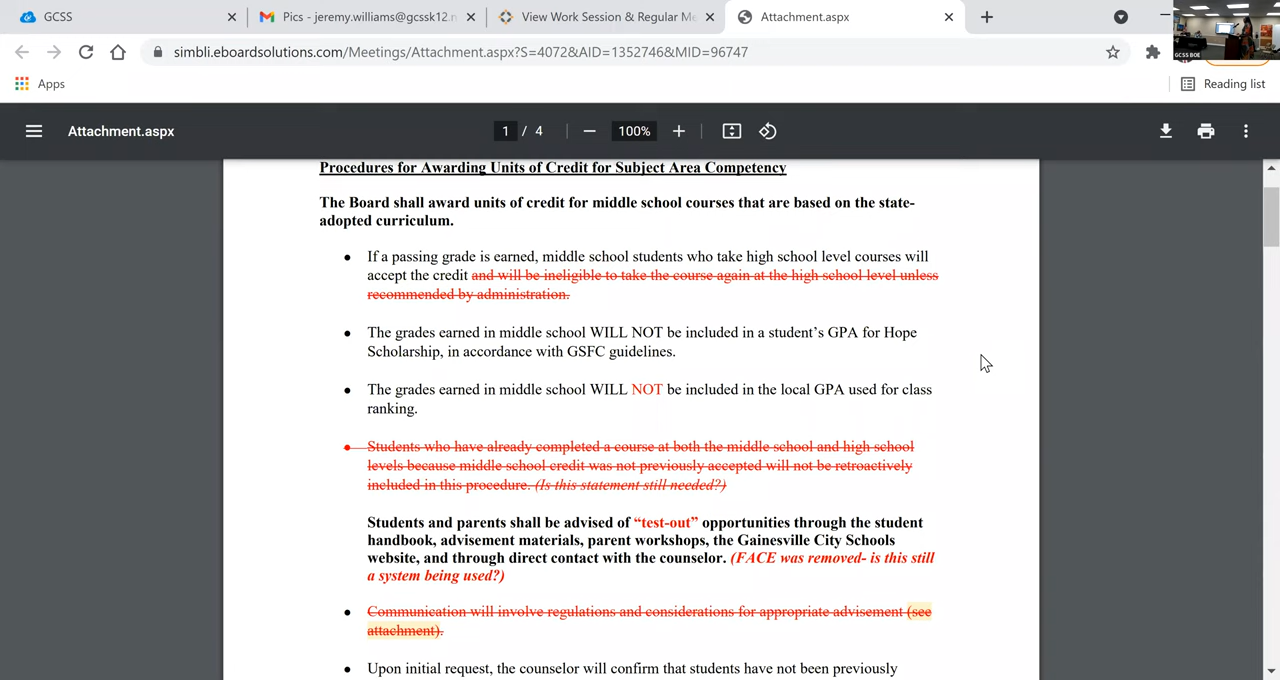 GCSS
Pics - jeremy.williams@gcssk12.n
View Work Session & Regular Me
Attachment.aspx
simbli.eboardsolutions.com/Meetings/Attachment.aspx?S=4072&AID=1352746&MID=96747
GCSS BOE
Apps
Reading list
Attachment.aspx
1 / 4
100%
Procedures for Awarding Units of Credit for Subject Area Competency
The Board shall award units of credit for middle school courses that are based on the state-
adopted curriculum.
• If a passing grade is earned, middle school students who take high school level courses will
accept the credit and will be ineligible to take the course again at the high school level unless
recommended by administration.
• The grades earned in middle school WILL NOT be included in a student's GPA for Hope
Scholarship, in accordance with GSFC guidelines.
• The grades earned in middle school WILL NOT be included in the local GPA used for class
ranking.
• Students who have already completed a course at both the middle school and high school
levels because middle school credit was not previously accepted will not be retroactively
included in this procedure. (Is this statement still needed?)
Students and parents shall be advised of “test-out” opportunities through the student
handbook, advisement materials, parent workshops, the Gainesville City Schools
website, and through direct contact with the counselor. (FACE was removed- is this still
a system being used?)
• Communication will involve regulations and considerations for appropriate advisement (see
attachment).
• Upon initial request, the counselor will confirm that students have not been previously